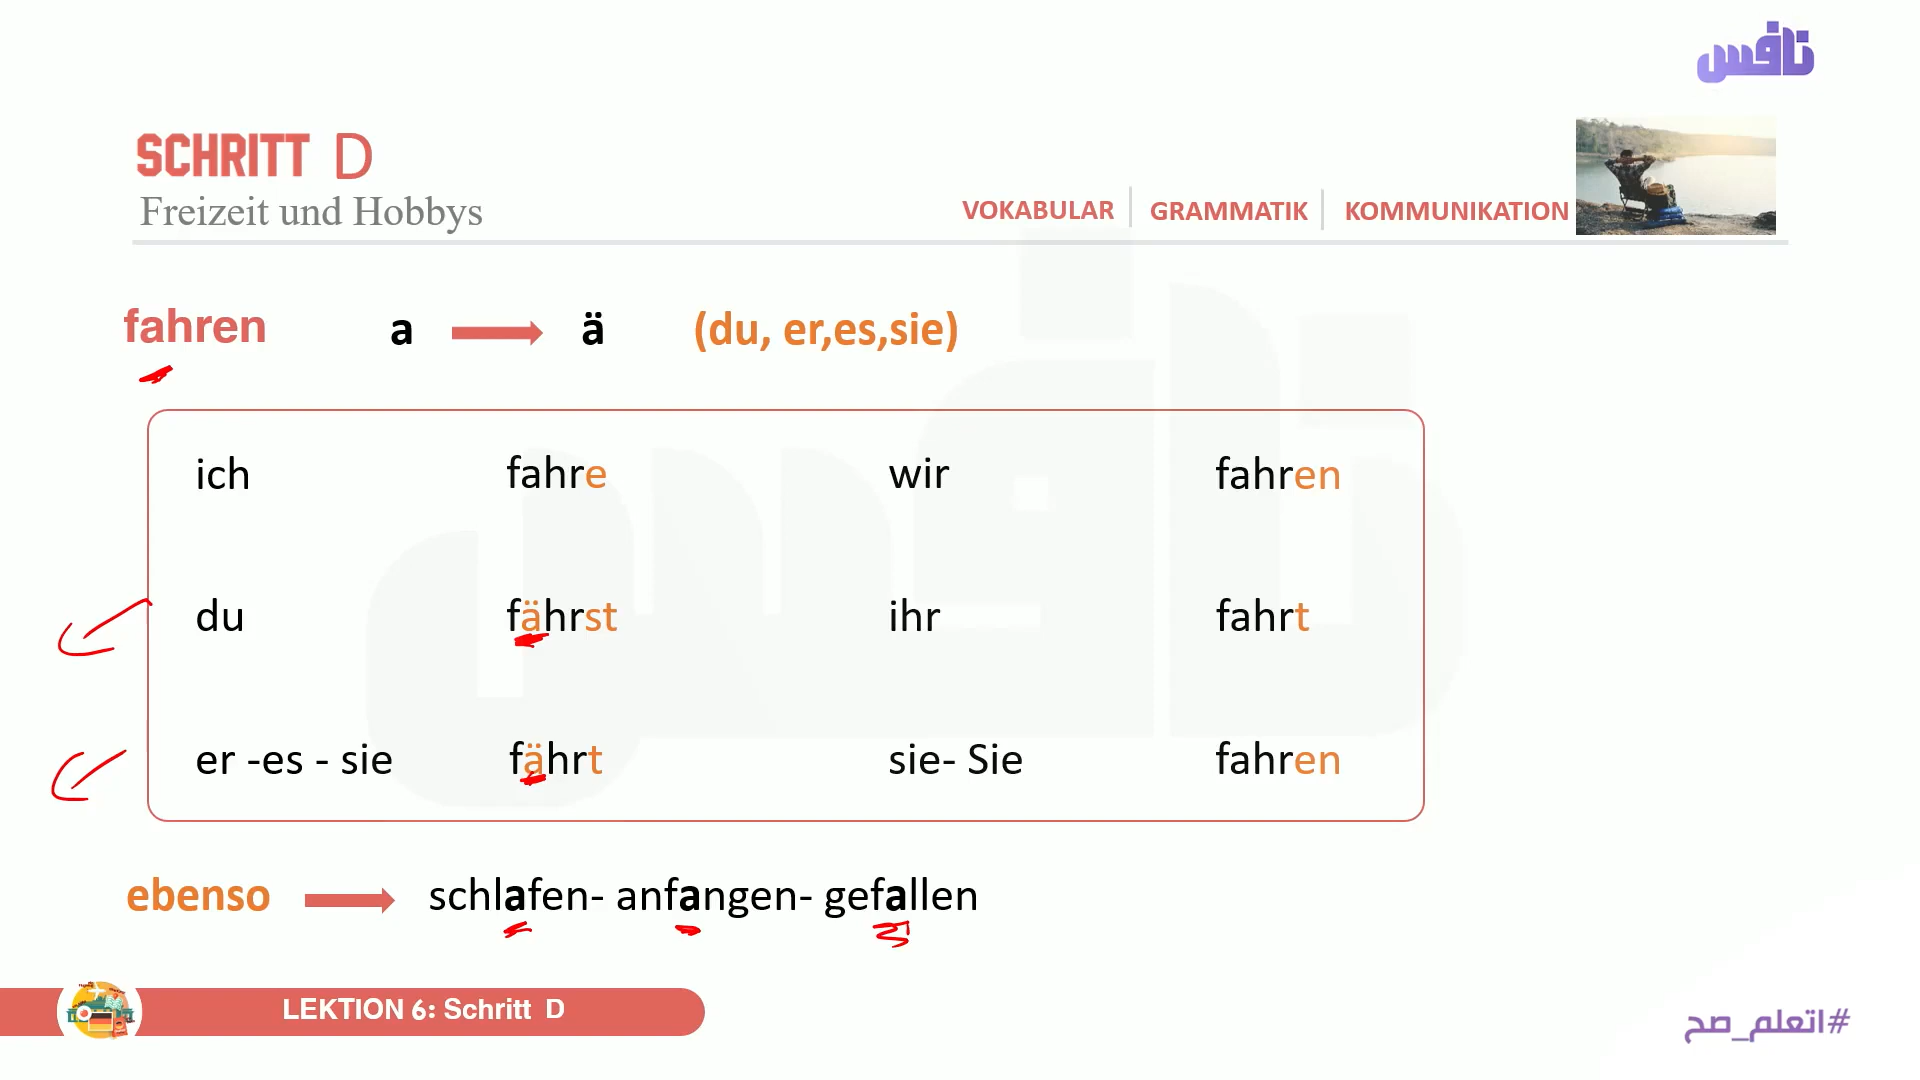 نافس
SCHRITT D
Freizeit und Hobbys
VOKABULAR GRAMMATIK KOMMUNIKATION
fahren a ä (du, er,es,sie)
ich fahre wir fahren
du fährst ihr fahrt
er -es - sie fährt sie- Sie fahren
ebenso schlafen- anfangen- gefallen
LEKTION 6: Schritt D
#اتعلم_صح